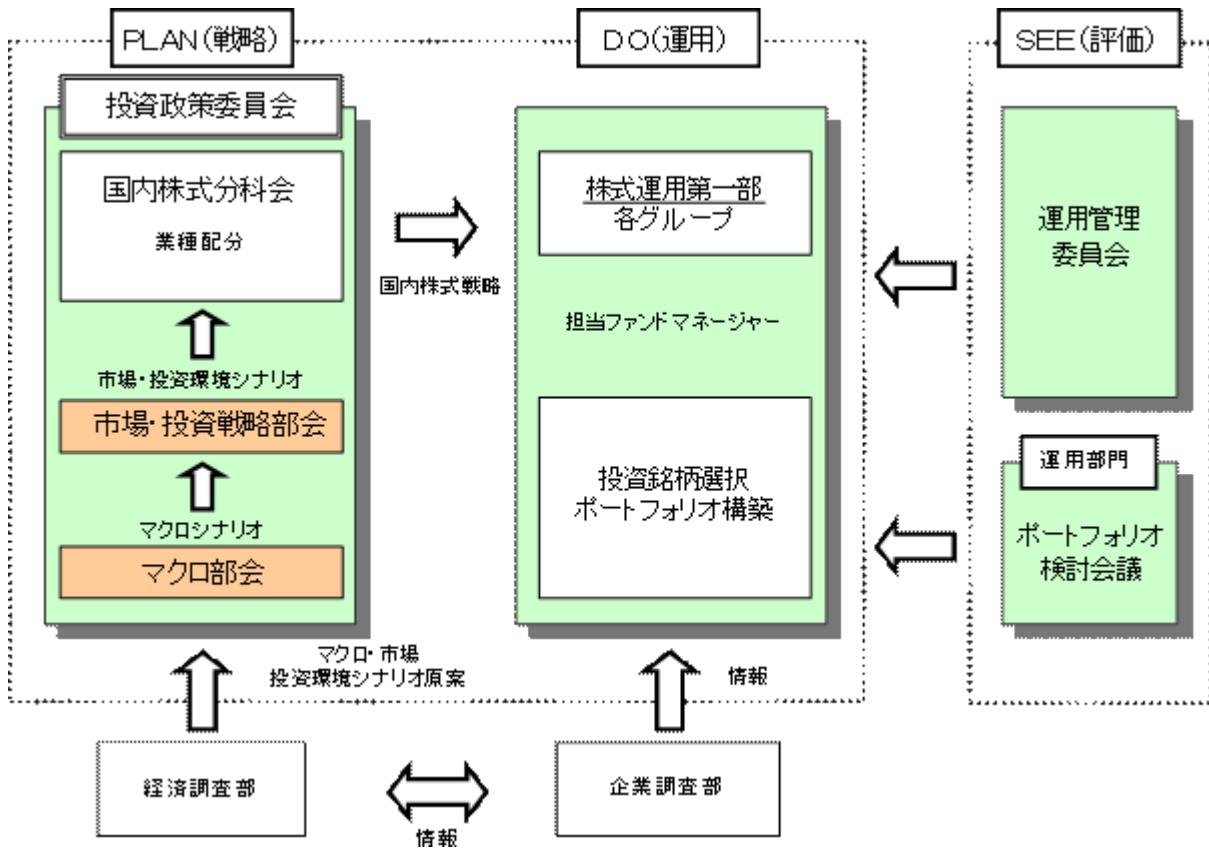 PLAN(戦略)
DO(運用)
SEE(評価)
投資政策委員会
国内株式分科会
業種配分
市場・投資環境シナリオ
市場・投資戦略部会
マクロシナリオ
マクロ部会
国内株式戦略
株式運用第一部
各グループ
担当ファンドマネージャー
投資銘柄選択
ポートフォリオ構築
運用管理
委員会
運用部門
ポートフォリオ
検討会議
マクロ・市場
投資環境シナリオ原案
情報
経済調査部
企業調査部
情報